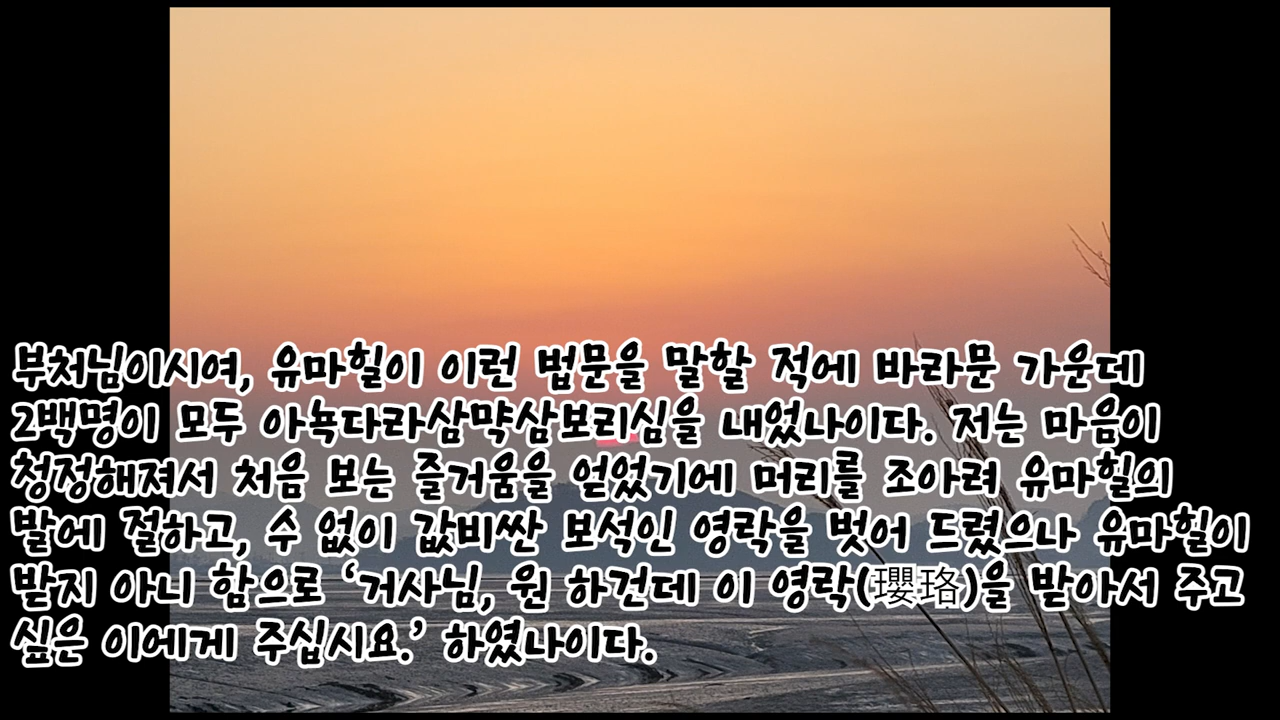 부처님이시여, 유마힐이 이런 법문을 말할 적에 바라문 가운데
2백명이 모두 아뇩다라삼먁삼보리심을 내었나이다. 저는 마음이
청정해져서 처음 보는 즐거움을 얻었기에 머리를 조아려 유마힐의
발에 절하고, 수 없이 값비싼 보석인 영락을 벗어 드렸으나 유마힐이
받지 아니 함으로 ‘거사님, 원 하건데 이 영락(瓔珞)을 받아서 주고
싶은 이에게 주십시요.’ 하였나이다.